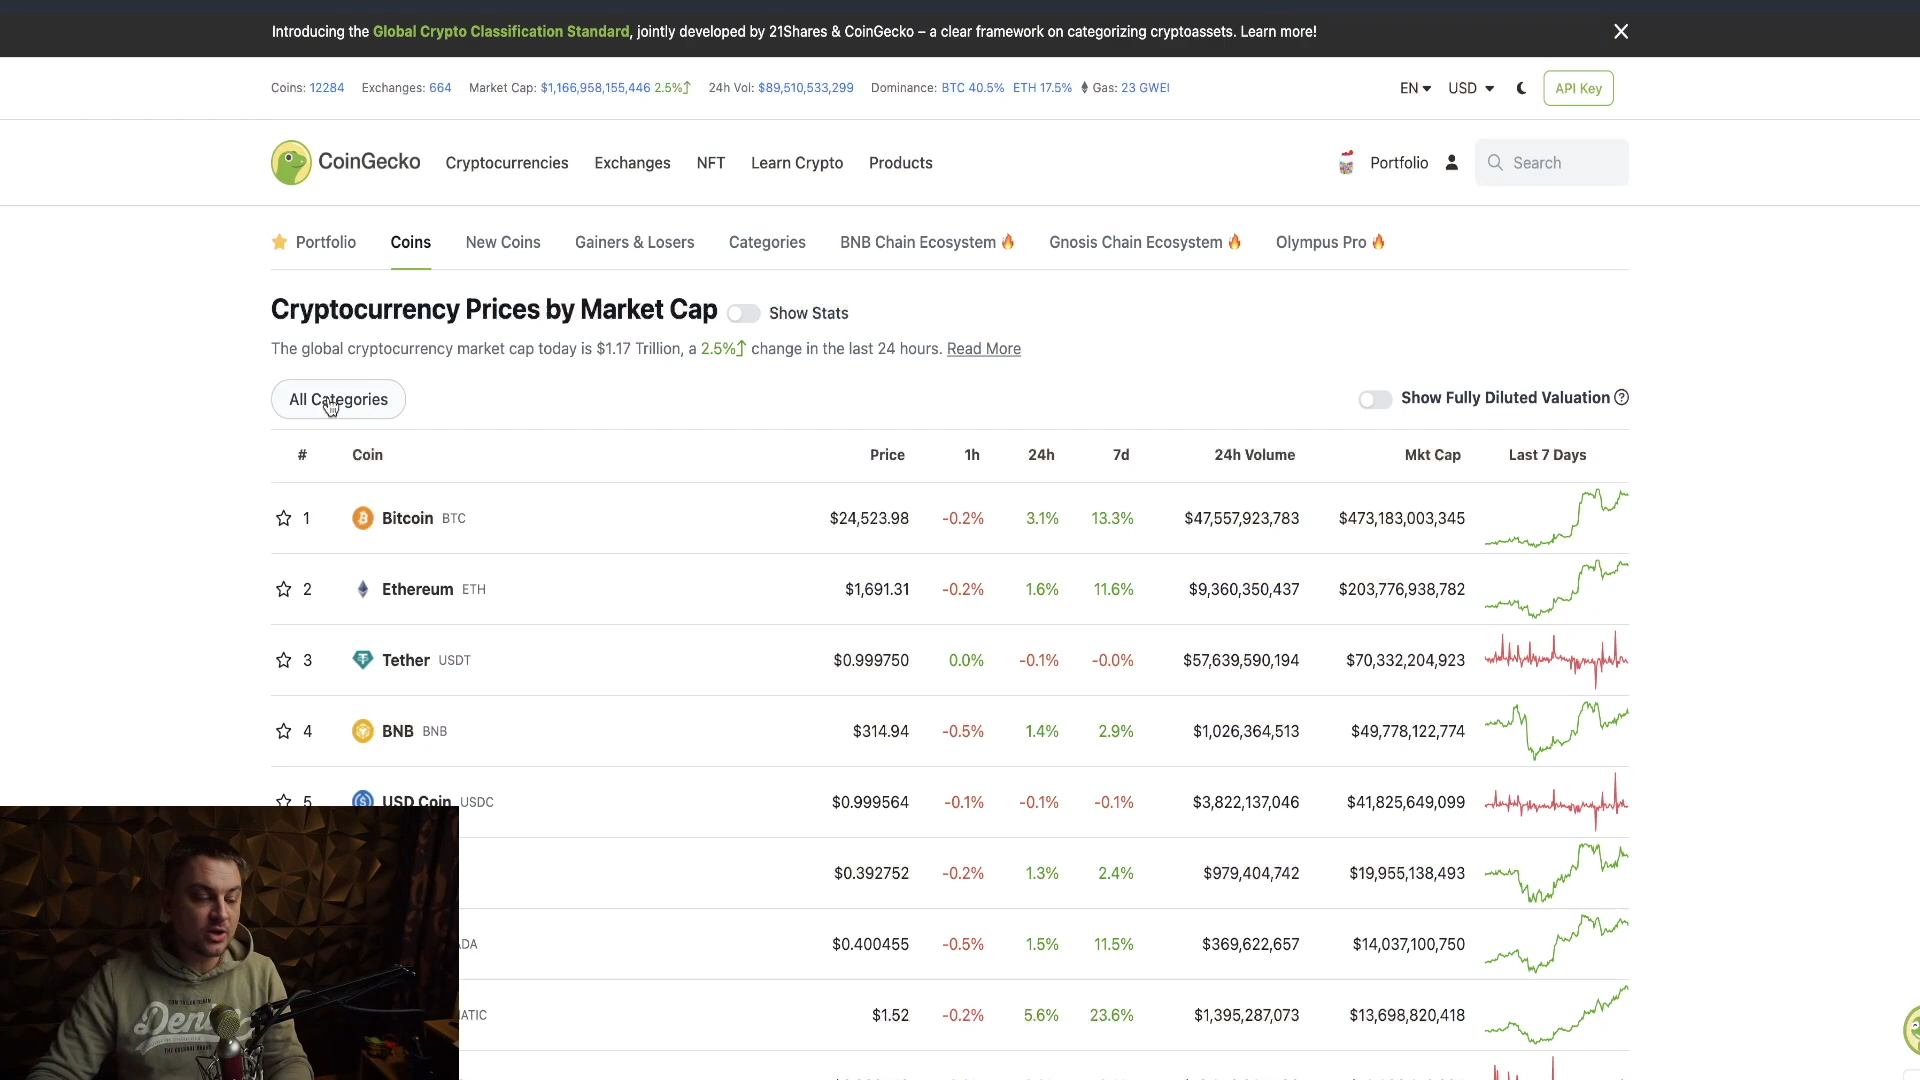 Introducing the Global Crypto Classification Standard, jointly developed by 21Shares & CoinGecko – a clear framework on categorizing cryptoassets. Learn more!
Coins: 12284 Exchanges: 664 Market Cap: $1,166,958,155,446 2.5% 24h Vol: $89,510,533,299 Dominance: BTC 40.5% ETH 17.5% Gas: 23 GWEI EN USD API Key
CoinGecko Cryptocurrencies Exchanges NFT Learn Crypto Products Portfolio Search
Portfolio Coins New Coins Gainers & Losers Categories BNB Chain Ecosystem Gnosis Chain Ecosystem Olympus Pro
Cryptocurrency Prices by Market Cap Show Stats
The global cryptocurrency market cap today is $1.17 Trillion, a 2.5% change in the last 24 hours. Read More
All Categories Show Fully Diluted Valuation
# Coin Price 1h 24h 7d 24h Volume Mkt Cap Last 7 Days
1 Bitcoin BTC $24,523.98 -0.2% 3.1% 13.3% $47,557,923,783 $473,183,003,345
2 Ethereum ETH $1,691.31 -0.2% 1.6% 11.6% $9,360,350,437 $203,776,938,782
3 Tether USDT $0.999750 0.0% -0.1% -0.0% $57,639,590,194 $70,332,204,923
4 BNB BNB $314.94 -0.5% 1.4% 2.9% $1,026,364,513 $49,778,122,774
5 USD Coin USDC $0.999564 -0.1% -0.1% -0.1% $3,822,137,046 $41,825,649,099
$0.392752 -0.2% 1.3% 2.4% $979,404,742 $19,955,138,493
ADA $0.400455 -0.5% 1.5% 11.5% $369,622,657 $14,037,100,750
MATIC $1.52 -0.2% 5.6% 23.6% $1,395,287,073 $13,698,820,418